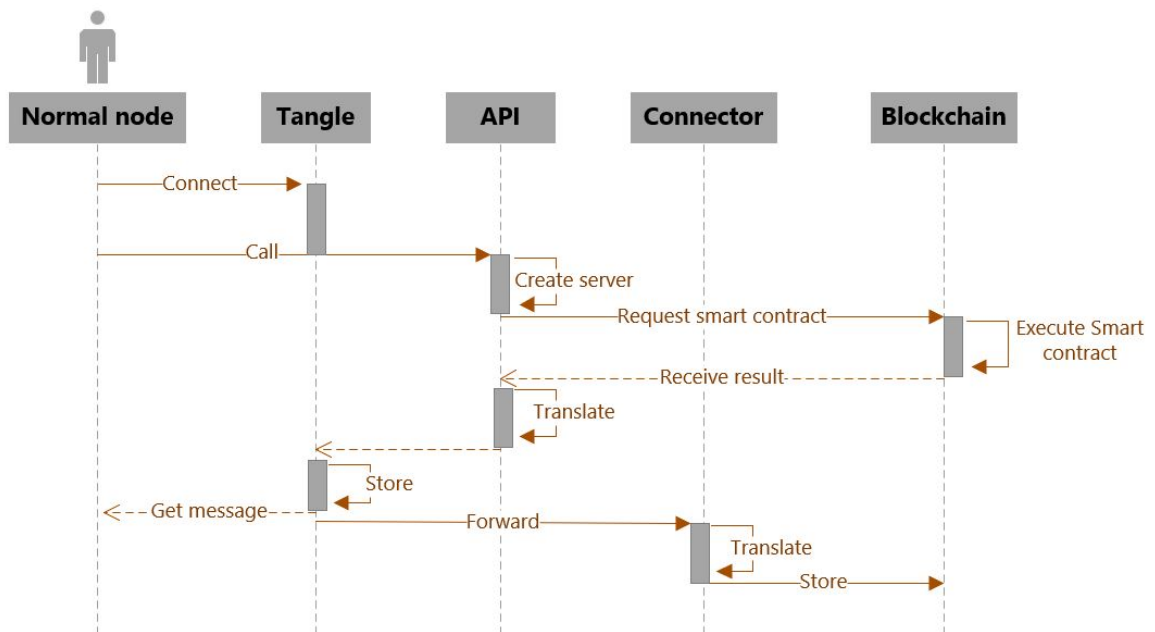 Normal node
Tangle
API
Connector
Blockchain
Connect
Call
Create server
Request smart contract
Execute Smart
contract
Receive result
Translate
Store
Get message
Forward
Translate
Store